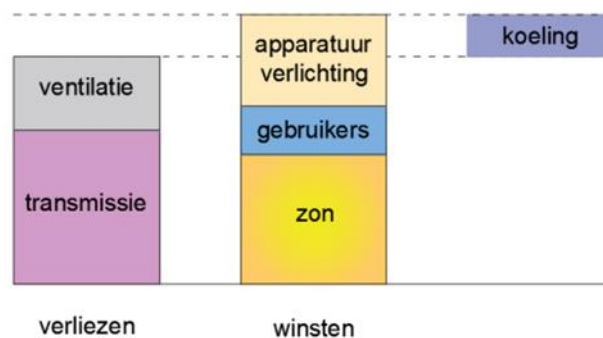 ventilatie
transmissie
verliezen
apparatuur
verlichting
gebruikers
zon
winsten
koeling